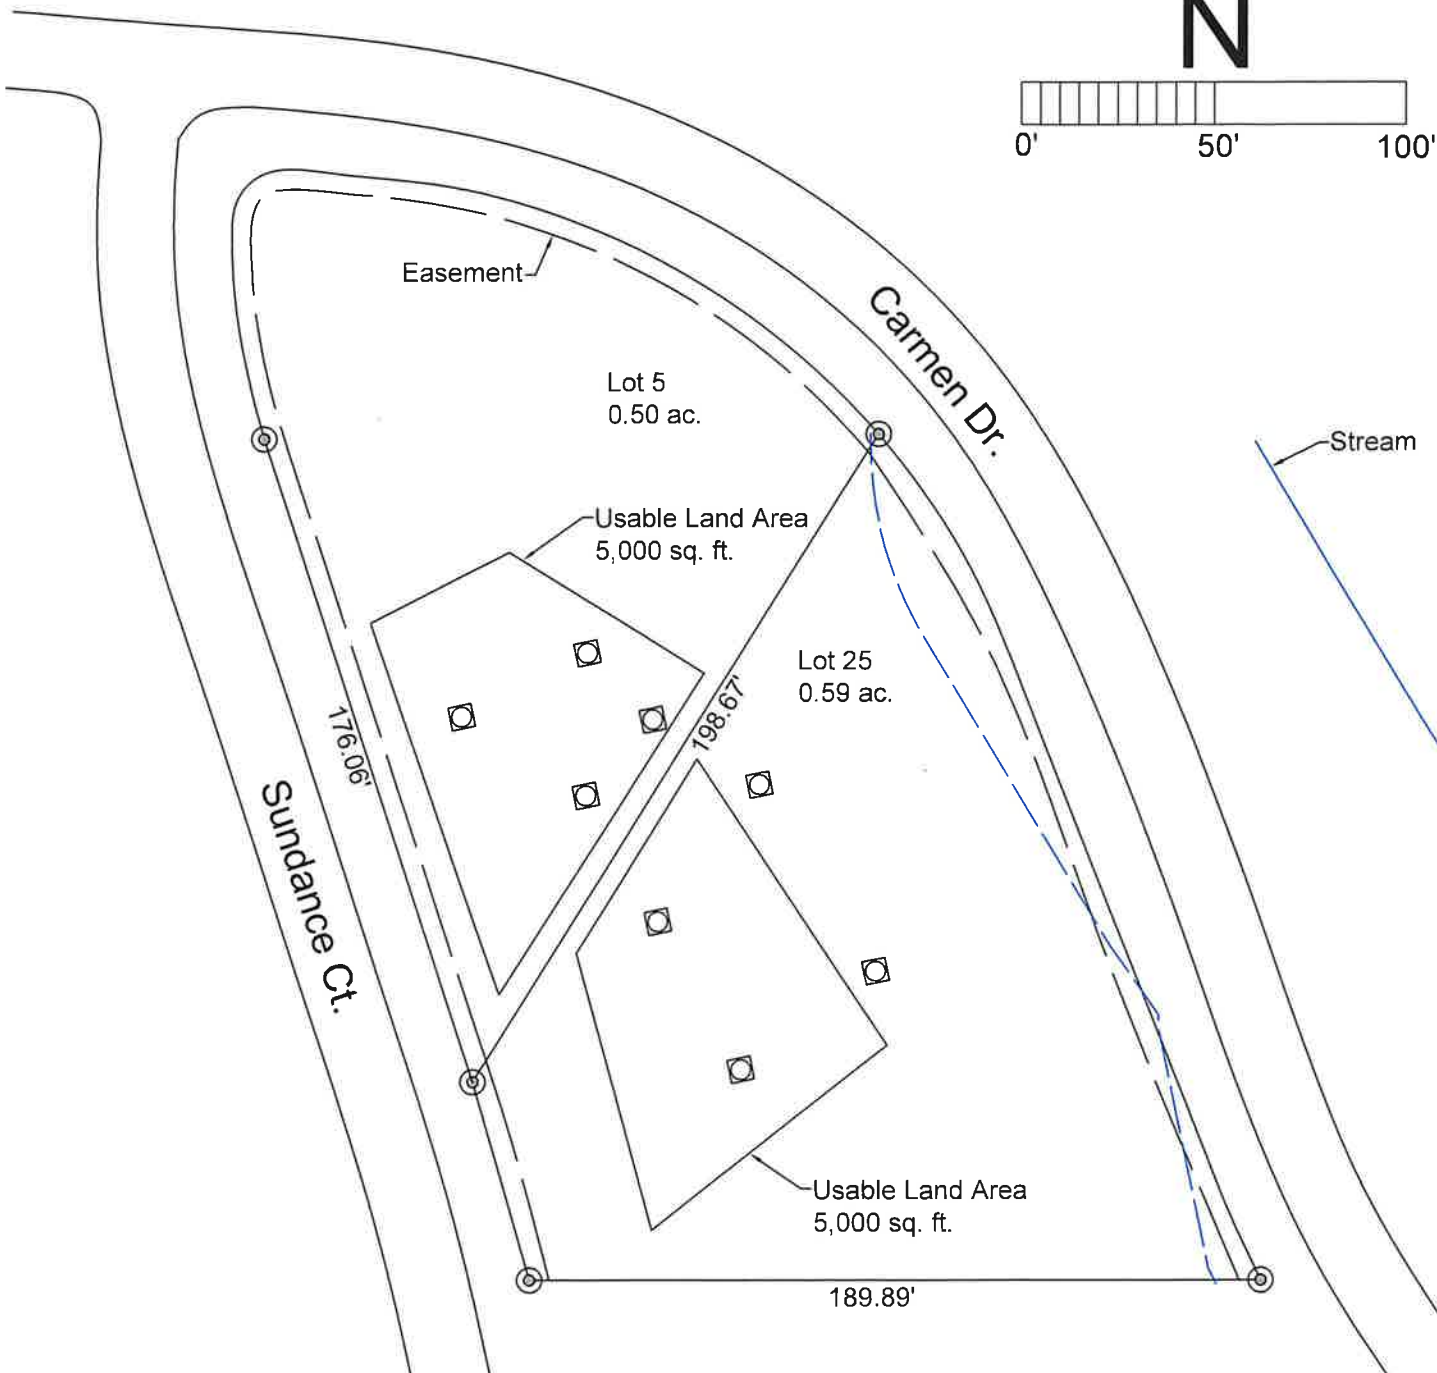 N
0' 50' 100'
Easement
Carmen Dr.
Lot 5
0.50 ac.
Stream
Usable Land Area
5,000 sq. ft.
Lot 25
0.59 ac.
198.67'
176.06'
Sundance Ct.
Usable Land Area
5,000 sq. ft.
189.89'